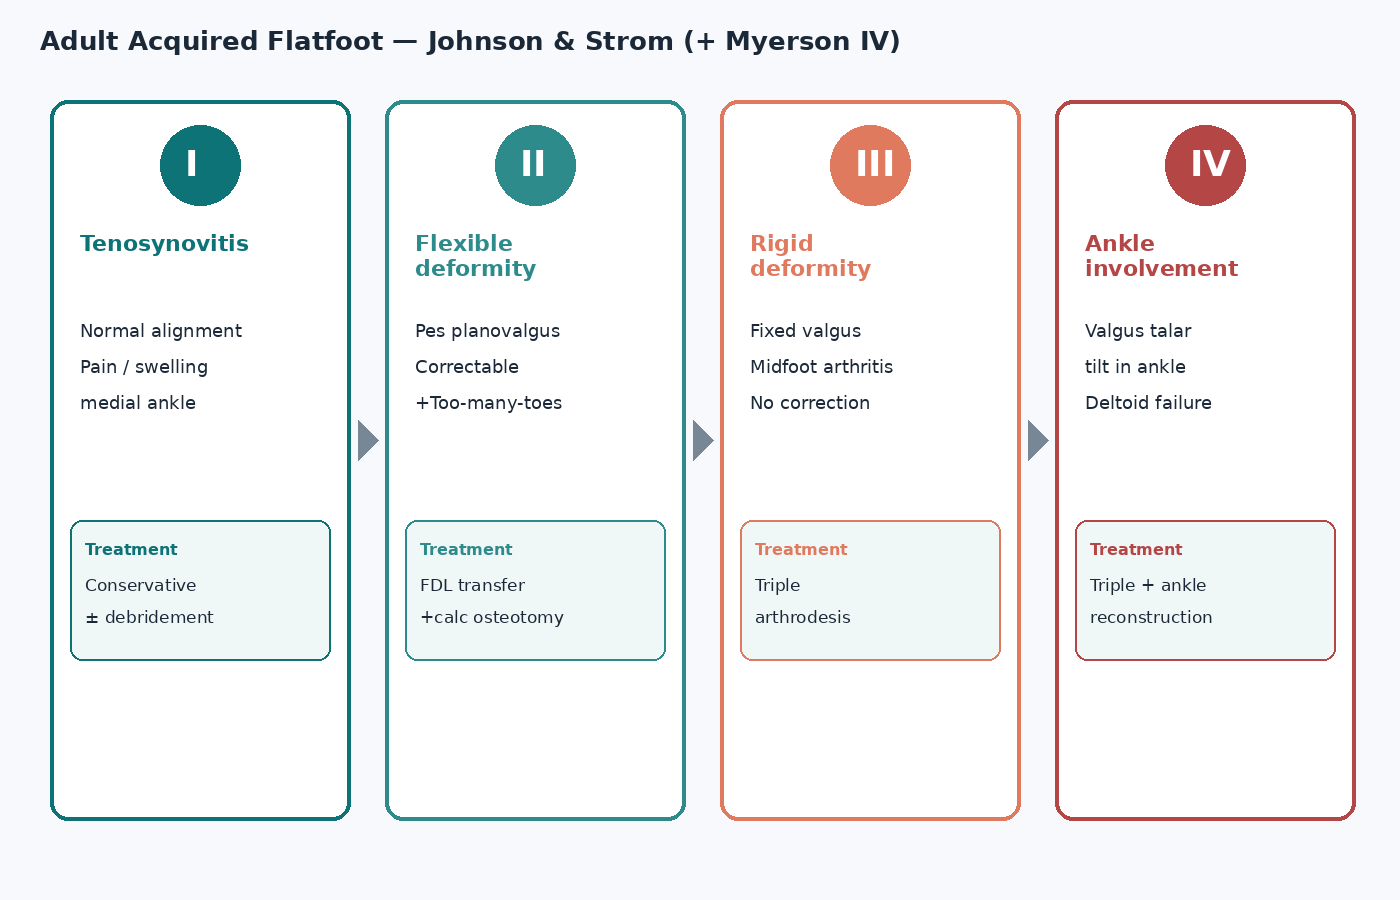 Adult Acquired Flatfoot — Johnson & Strom (+ Myerson IV)
I
Tenosynovitis
Normal alignment
Pain / swelling
medial ankle
Treatment
Conservative
± debridement
II
Flexible
deformity
Pes planovalgus
Correctable
+Too-many-toes
Treatment
FDL transfer
+calc osteotomy
III
Rigid
deformity
Fixed valgus
Midfoot arthritis
No correction
Treatment
Triple
arthrodesis
IV
Ankle
involvement
Valgus talar
tilt in ankle
Deltoid failure
Treatment
Triple + ankle
reconstruction